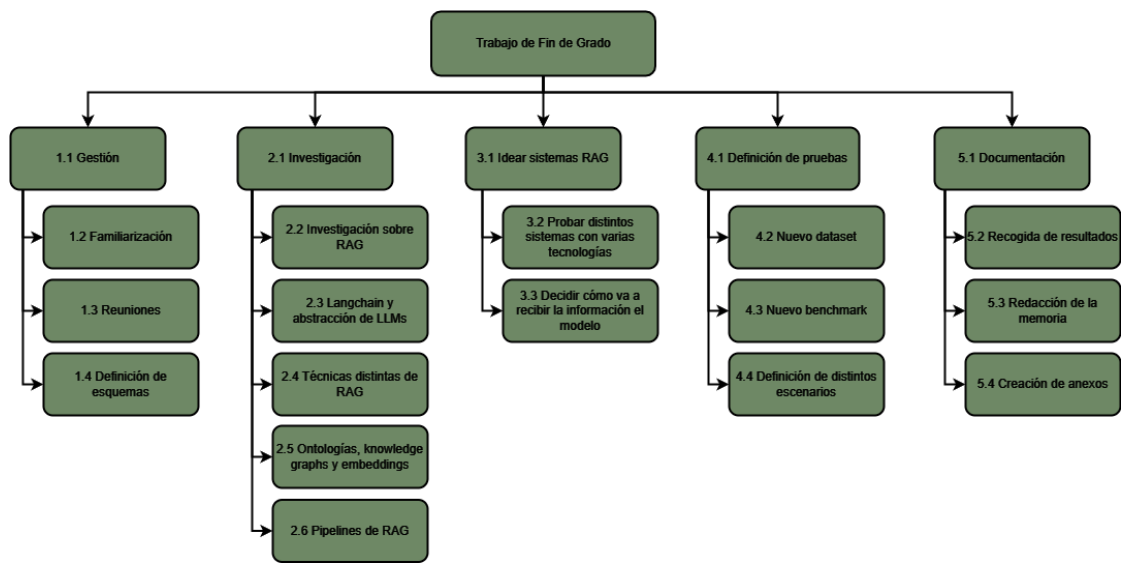 Trabajo de Fin de Grado
1.1 Gestión
2.1 Investigación
3.1 Idear sistemas RAG
4.1 Definición de pruebas
5.1 Documentación
1.2 Familiarización
1.3 Reuniones
1.4 Definición de
esquemas
2.2 Investigación sobre
RAG
2.3 Langchain y
abstracción de LLMs
2.4 Técnicas distintas de
RAG
2.5 Ontologías, knowledge
graphs y embeddings
2.6 Pipelines de RAG
3.2 Probar distintos
sistemas con varias
tecnologías
3.3 Decidir cómo va a
recibir la información el
modelo
4.2 Nuevo dataset
4.3 Nuevo benchmark
4.4 Definición de distintos
escenarios
5.2 Recogida de resultados
5.3 Redacción de la
memoria
5.4 Creación de anexos